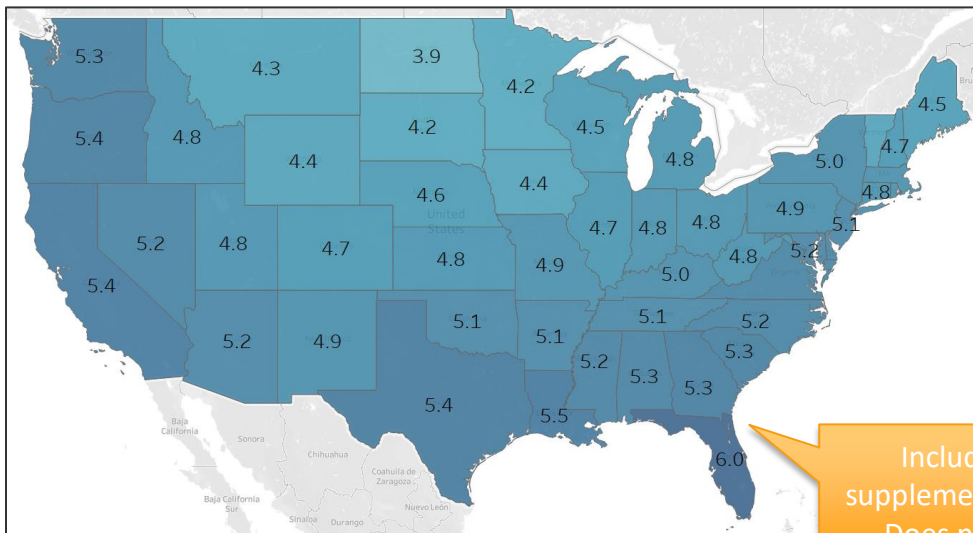 5.3
4.3
3.9
4.2
4.5
5.4
4.8
4.2
4.5
4.7
4.4
4.8
5.0
4.6
4.4
4.8
United
States
4.9
5.1
5.2
4.8
4.7
4.7
4.8
4.8
5.2
5.4
4.8
4.9
4.8
5.0
5.2
4.9
5.1
5.1
5.1
5.2
5.2
5.3
5.3
5.3
5.4
5.5
6.0
Baja
California
Sonora
Chihuahua
Coahuila de
Zaragoza
Nuevo León
Baja California
Sur
Sinaloa
Durango
Includ
suppleme
Does n